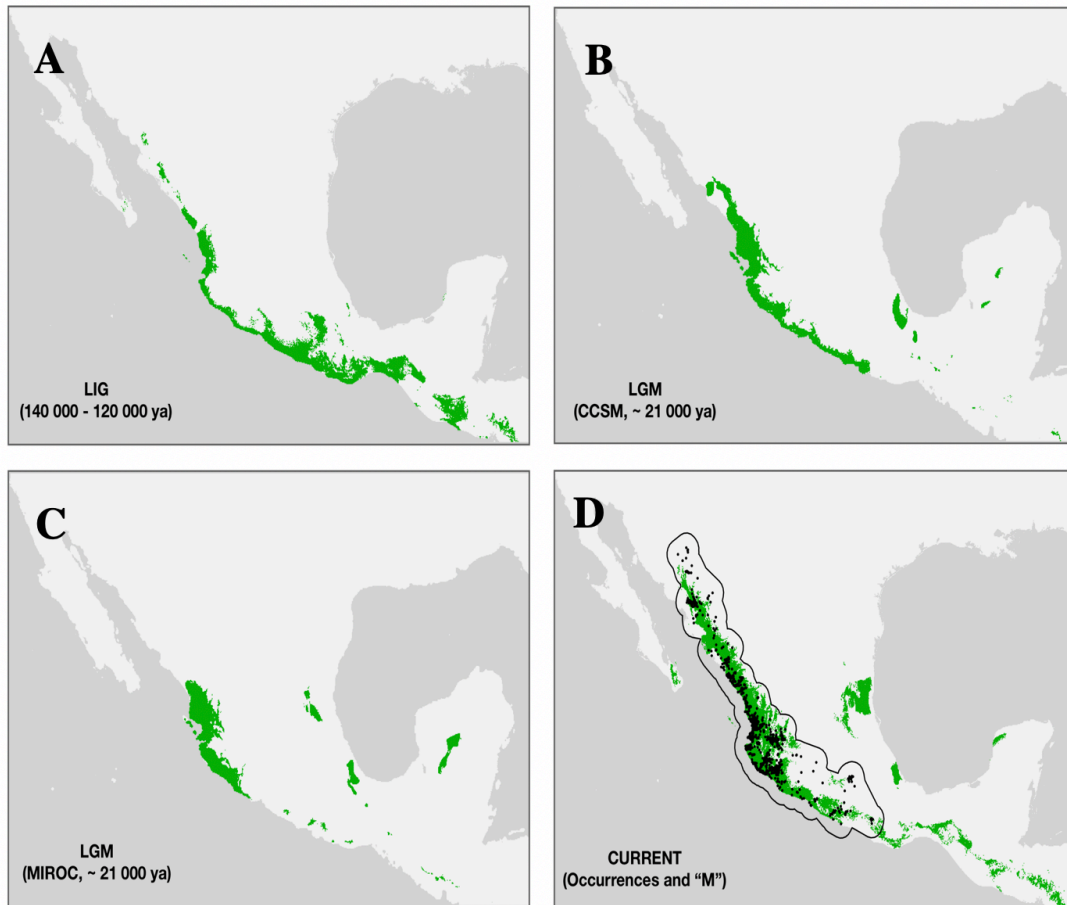 A
LIG
(140 000 - 120 000 ya)
B
LGM
(CCSM, ~ 21 000 ya)
C
LGM
(MIROC, ~ 21 000 ya)
D
CURRENT
(Occurrences and “M”)